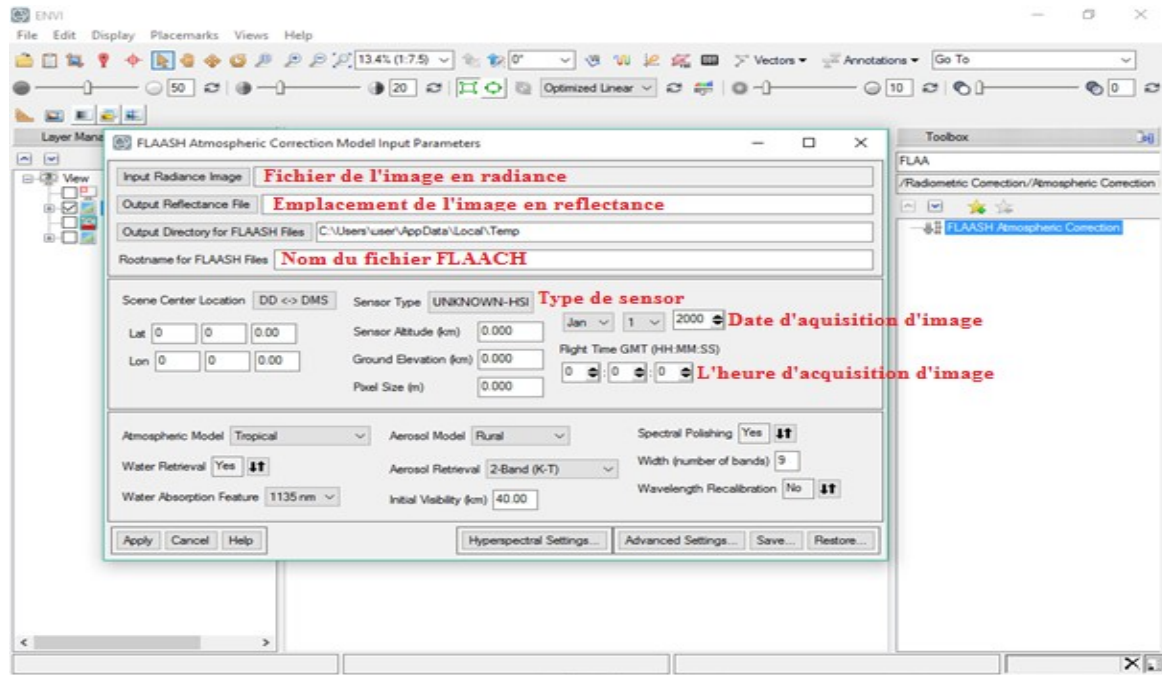 ENVI
File Edit Display Placemarks Views Help
13.4% (1:7.5) 0° Vectors Annotations Go To
50 20 Optimized Linear 10 0
Layer Mana
Toolbox
View
FLAA
/Radiometric Correction/Atmospheric Correction
FLAASH Atmospheric Correction
FLAASH Atmospheric Correction Model Input Parameters
Input Radiance Image Fichier de l'image en radiance
Output Reflectance File Emplacement de l'image en reflectance
Output Directory for FLAASH Files C:\Users\user\AppData\Local\Temp
Rootname for FLAASH Files Nom du fichier FLAACH
Scene Center Location DD <-> DMS Sensor Type UNKNOWN-HSI Type de sensor
Jan 1 2000 Date d'aquisition d'image
Lat 0 0 0.00 Sensor Altitude (km) 0.000
Flight Time GMT (HH:MM:SS)
Lon 0 0 0.00 Ground Elevation (km) 0.000
0 : 0 : 0 L'heure d'acquisition d'image
Pixel Size (m) 0.000
Atmospheric Model Tropical Aerosol Model Rural Spectral Polishing Yes
Water Retrieval Yes Aerosol Retrieval 2-Band (K-T) Width (number of bands) 9
Water Absorption Feature 1135 nm Initial Visibility (km) 40.00 Wavelength Recalibration No
Apply Cancel Help Hyperspectral Settings... Advanced Settings... Save... Restore...